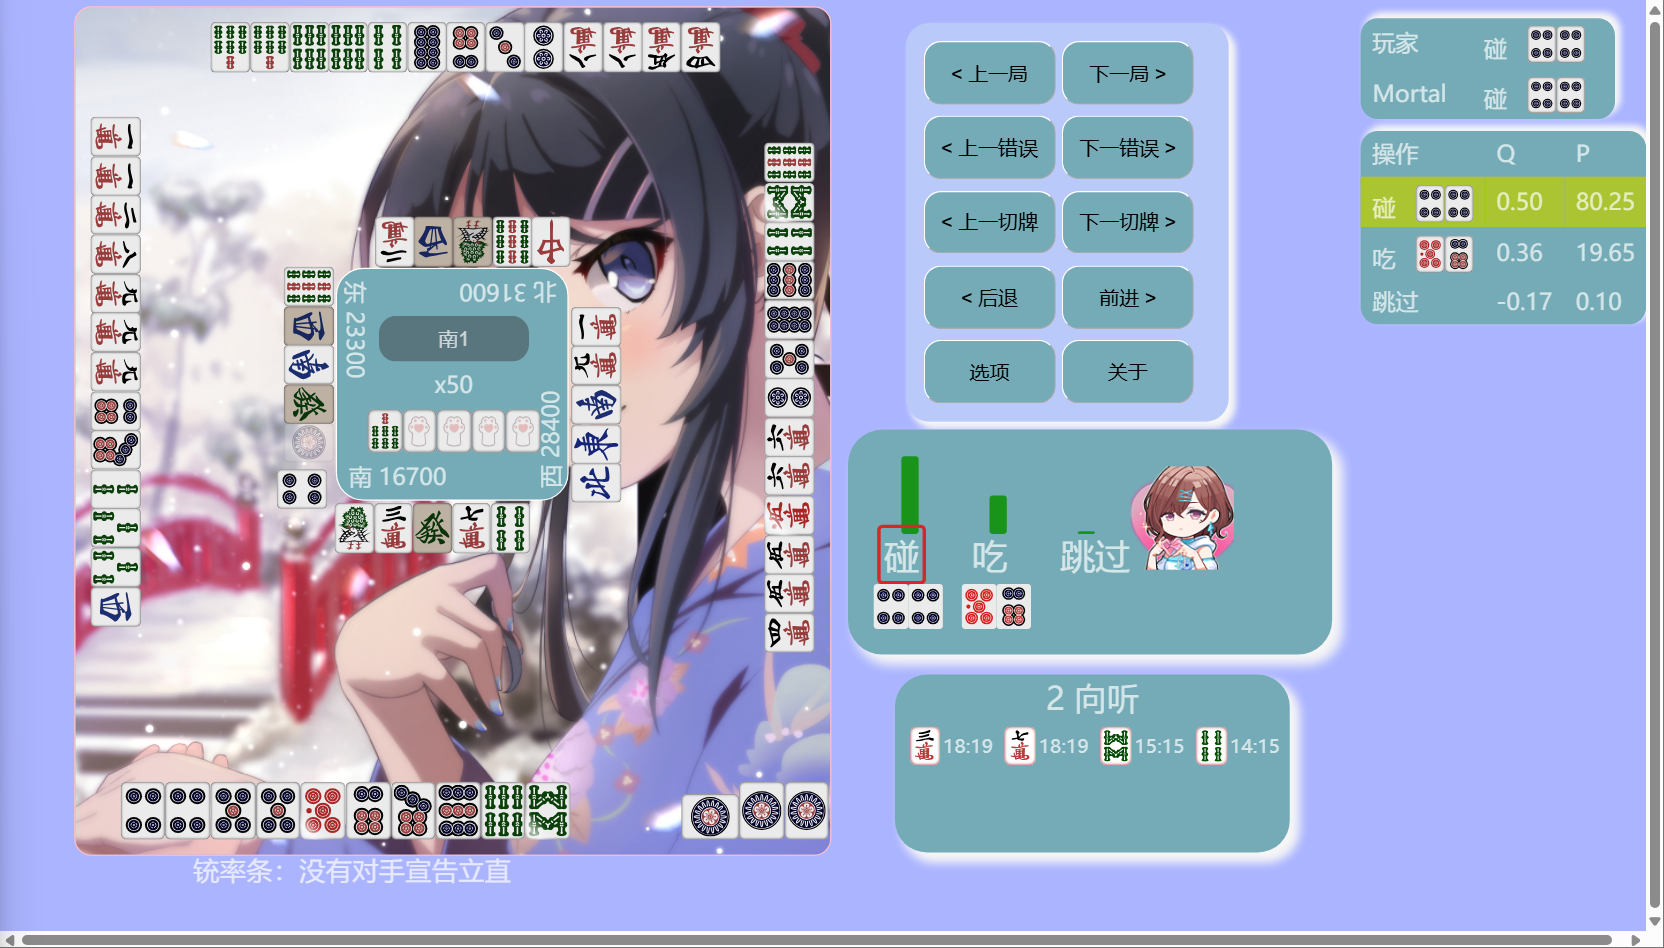 < 上一局
下一局 >
< 上一错误
下一错误 >
< 上一切牌
下一切牌 >
< 后退
前进 >
选项
关于
玩家 碰
Mortal 碰
操作 Q P
碰 0.50 80.25
吃 0.36 19.65
跳过 -0.17 0.10
北 31600
东 23300
南1
x50
西 28400
南 16700
碰
吃
跳过
2 向听
18:19
18:19
15:15
14:15
铳率条：没有对手宣告立直